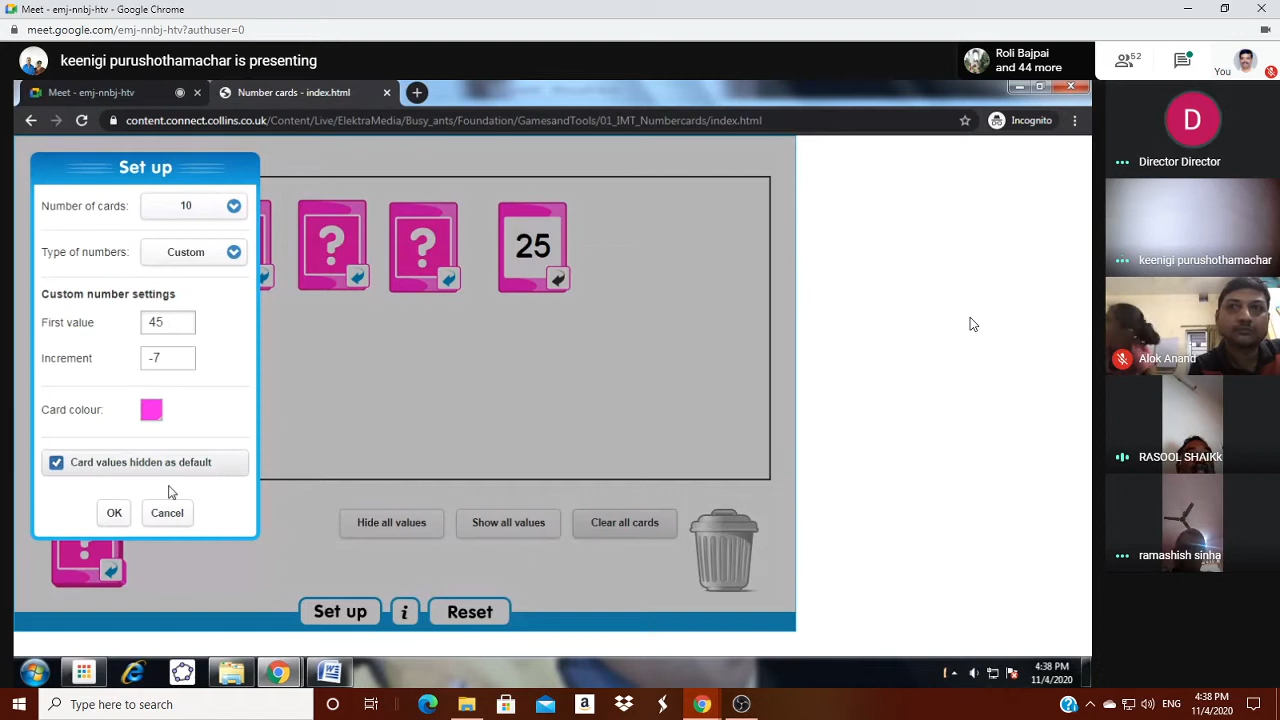 Meet - emj-nnbj-htv - Google Chrome
meet.google.com/emj-nnbj-htv?authuser=0
keenigi purushothamachar is presenting
Roli Bajpai
and 44 more
52
You
Meet - emj-nnbj-htv
Number cards - index.html
content.connect.collins.co.uk/Content/Live/ElektraMedia/Busy_ants/Foundation/GamesandTools/01_IMT_Numbercards/index.html
Incognito
D
Director Director
Set up
Number of cards: 10
Type of numbers: Custom
Custom number settings
First value 45
Increment -7
Card colour:
Card values hidden as default
OK Cancel
? ? 25
?
Hide all values Show all values Clear all cards
Set up i Reset
keenigi purushothamachar
Alok Anand
RASOOL SHAIKk
ramashish sinha
4:38 PM
11/4/2020
Type here to search
ENG
4:38 PM
11/4/2020